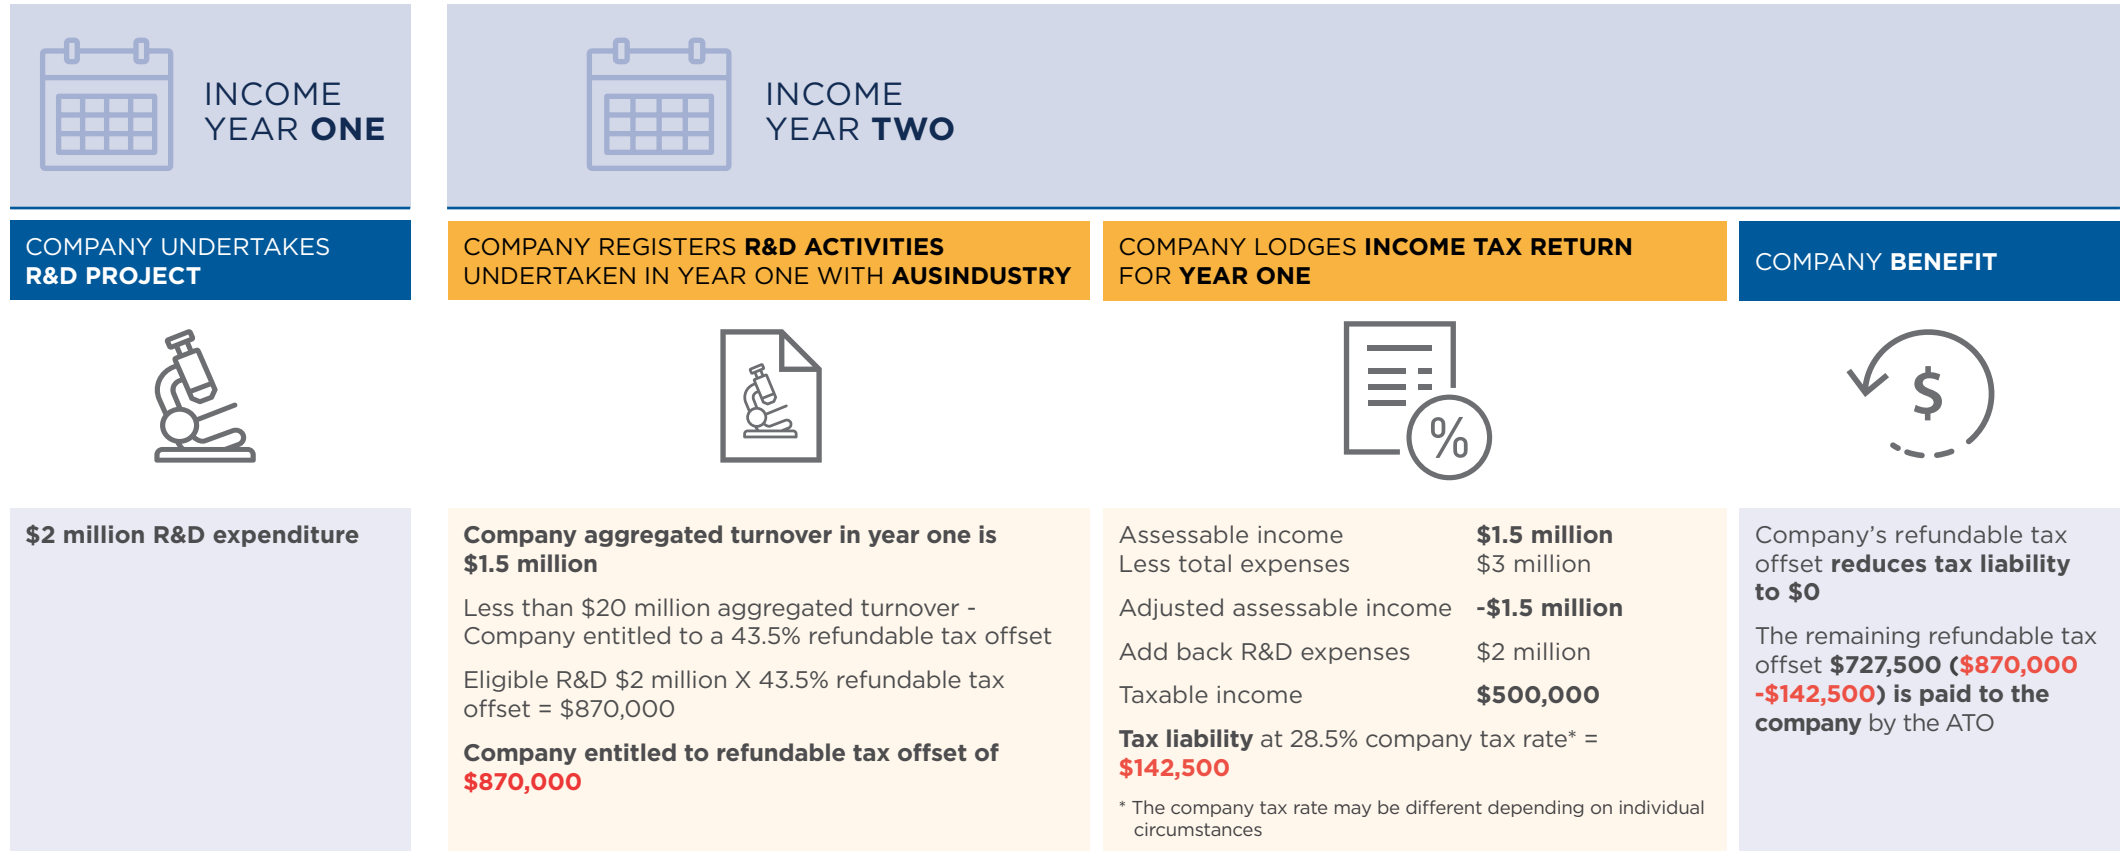 INCOME
YEAR ONE
INCOME
YEAR TWO
COMPANY UNDERTAKES
R&D PROJECT
COMPANY REGISTERS R&D ACTIVITIES
UNDERTAKEN IN YEAR ONE WITH AUSINDUSTRY
COMPANY LODGES INCOME TAX RETURN
FOR YEAR ONE
COMPANY BENEFIT
%
$
$2 million R&D expenditure
Company aggregated turnover in year one is
$1.5 million
Less than $20 million aggregated turnover -
Company entitled to a 43.5% refundable tax offset
Eligible R&D $2 million X 43.5% refundable tax
offset = $870,000
Company entitled to refundable tax offset of
$870,000
Assessable income $1.5 million
Less total expenses $3 million
Adjusted assessable income -$1.5 million
Add back R&D expenses $2 million
Taxable income $500,000
Tax liability at 28.5% company tax rate* =
$142,500
* The company tax rate may be different depending on individual
circumstances
Company’s refundable tax
offset reduces tax liability
to $0
The remaining refundable tax
offset $727,500 ($870,000
-$142,500) is paid to the
company by the ATO